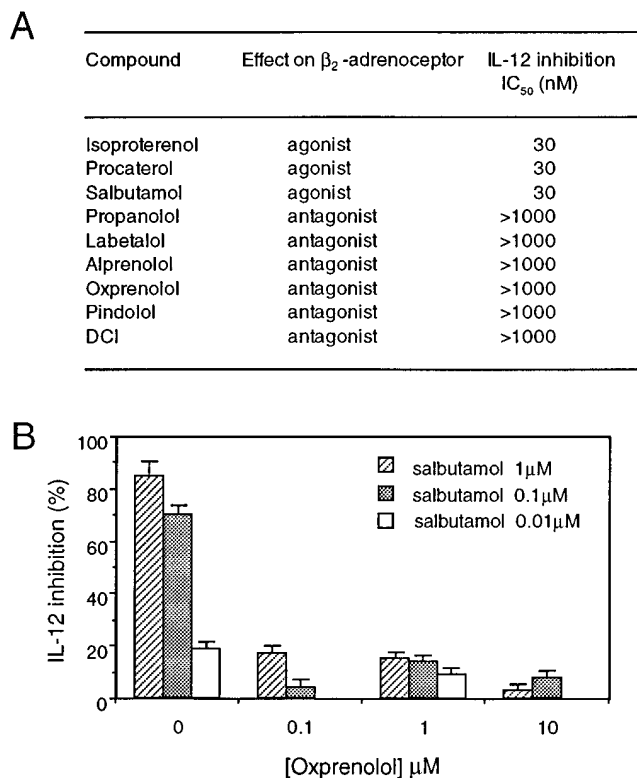 A
Compound Effect on β₂-adrenoceptor IL-12 inhibition
IC₅₀ (nM)
Isoproterenol agonist 30
Procaterol agonist 30
Salbutamol agonist 30
Propanolol antagonist >1000
Labetalol antagonist >1000
Alprenolol antagonist >1000
Oxprenolol antagonist >1000
Pindolol antagonist >1000
DCI antagonist >1000
B
100
80
60
40
20
0
IL-12 inhibition (%)
salbutamol 1μM
salbutamol 0.1μM
salbutamol 0.01μM
0 0.1 1 10
[Oxprenolol] μM